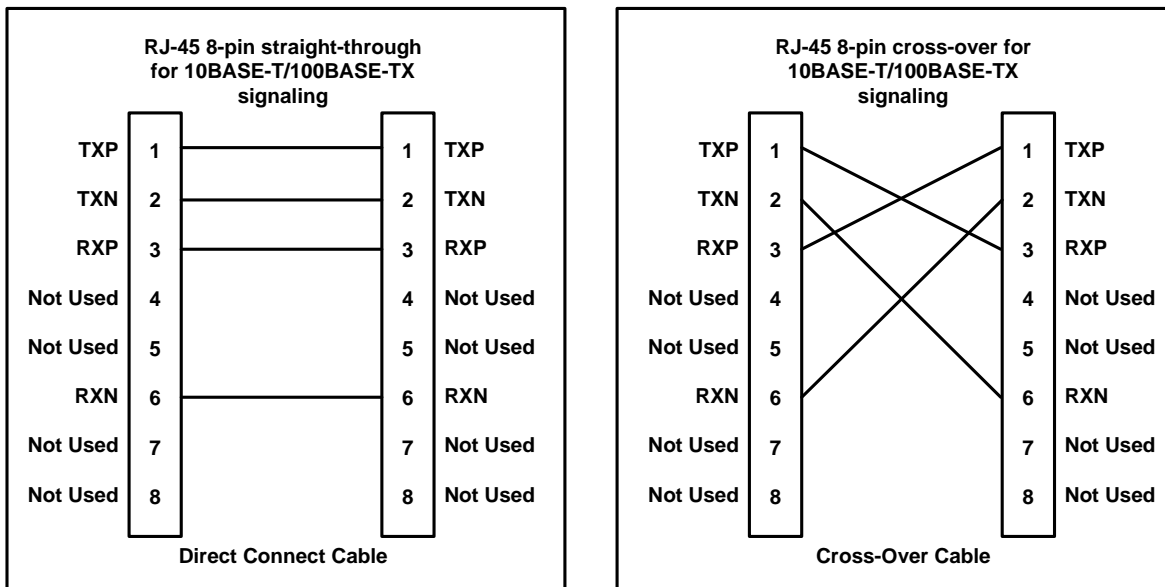 RJ-45 8-pin straight-through
for 10BASE-T/100BASE-TX
signaling
TXP 1 1 TXP
TXN 2 2 TXN
RXP 3 3 RXP
Not Used 4 4 Not Used
Not Used 5 5 Not Used
RXN 6 6 RXN
Not Used 7 7 Not Used
Not Used 8 8 Not Used
Direct Connect Cable
RJ-45 8-pin cross-over for
10BASE-T/100BASE-TX
signaling
TXP 1 1 TXP
TXN 2 2 TXN
RXP 3 3 RXP
Not Used 4 4 Not Used
Not Used 5 5 Not Used
RXN 6 6 RXN
Not Used 7 7 Not Used
Not Used 8 8 Not Used
Cross-Over Cable